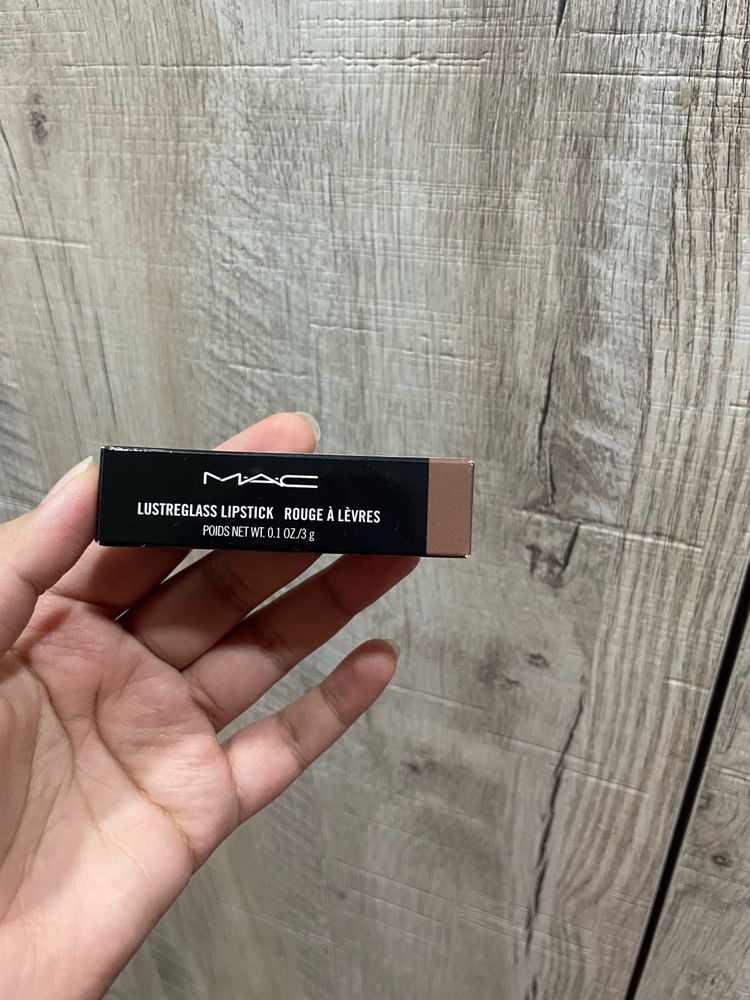 M·A·C
LUSTREGLASS LIPSTICK ROUGE À LÈVRES
POIDS NET WT. 0.1 OZ./3 g